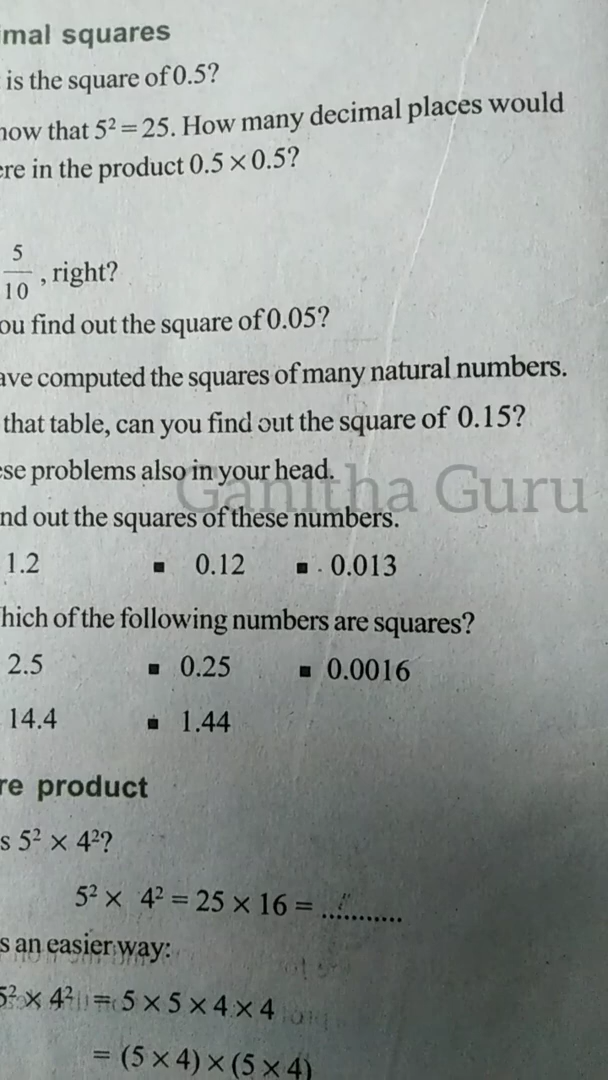 imal squares
is the square of 0.5?
now that 5² = 25. How many decimal places would
ere in the product 0.5 × 0.5?
5
10 , right?
ou find out the square of 0.05?
ave computed the squares of many natural numbers.
that table, can you find out the square of 0.15?
ese problems also in your head.
Ganitha Guru
nd out the squares of these numbers.
1.2 ▪ 0.12 ▪ 0.013
hich of the following numbers are squares?
2.5 ▪ 0.25 ▪ 0.0016
14.4 ▪ 1.44
re product
s 5² × 4²?
5² × 4² = 25 × 16 = ...........
s an easier way:
5² × 4² = 5 × 5 × 4 × 4
= (5 × 4) × (5 × 4)